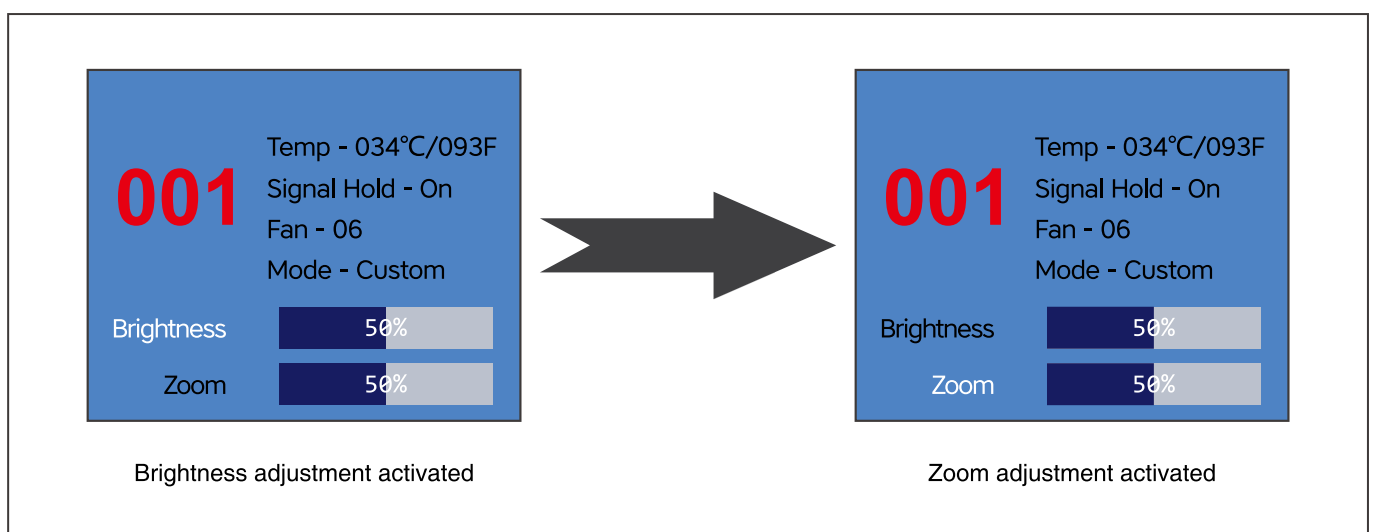 001
Temp - 034℃/093F
Signal Hold - On
Fan - 06
Mode - Custom
Brightness 50%
Zoom 50%
Brightness adjustment activated
001
Temp - 034℃/093F
Signal Hold - On
Fan - 06
Mode - Custom
Brightness 50%
Zoom 50%
Zoom adjustment activated